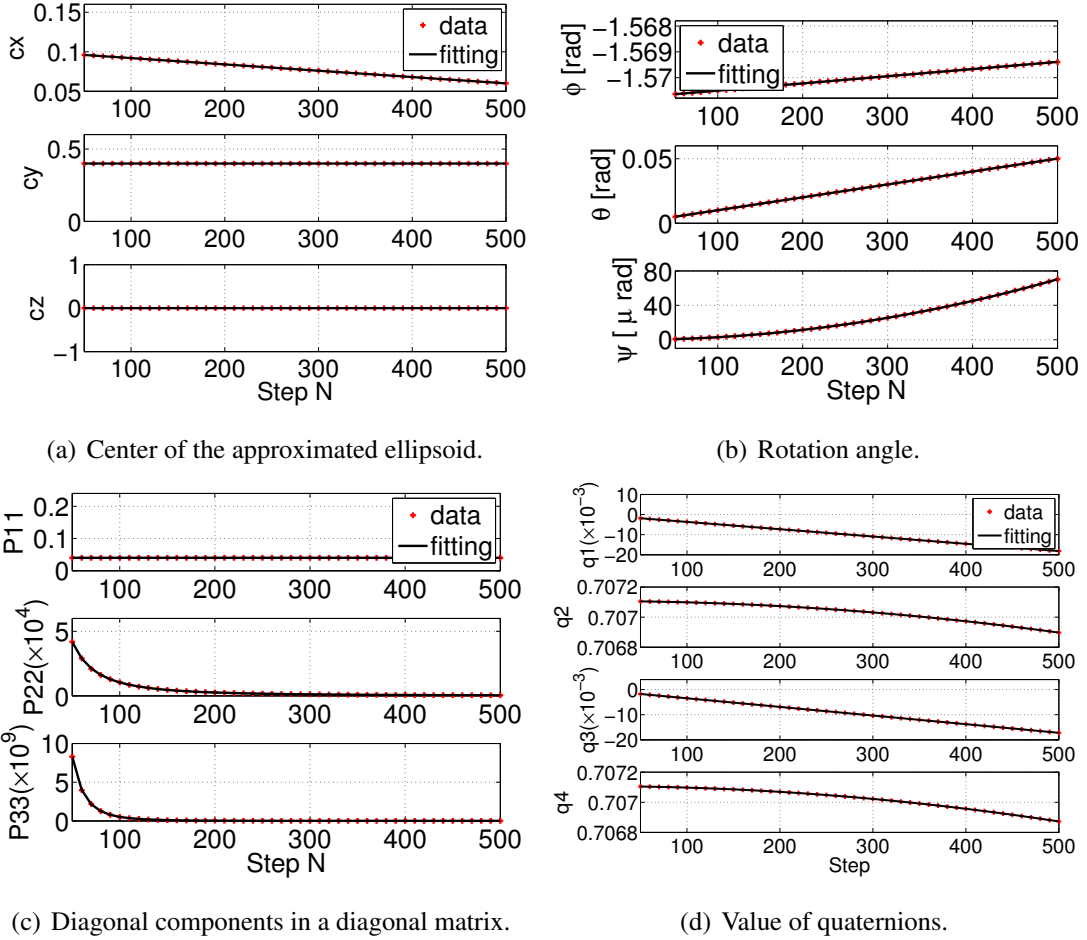 0.15
0.1
0.05
cx
data
fitting
100 200 300 400 500
0.5
0
cy
100 200 300 400 500
1
0
−1
cz
100 200 300 400 500
Step N
(a) Center of the approximated ellipsoid.
−1.568
−1.569
−1.57
ϕ [rad]
data
fitting
100 200 300 400 500
0.05
0
θ [rad]
100 200 300 400 500
80
40
0
ψ [ μ rad]
100 200 300 400 500
Step N
(b) Rotation angle.
0.2
0.1
0
P11
data
fitting
100 200 300 400 500
5
0
P22(×10⁴)
100 200 300 400 500
10
5
0
P33(×10⁹)
100 200 300 400 500
Step N
(c) Diagonal components in a diagonal matrix.
10
0
−10
−20
q1(×10⁻³)
data
fitting
100 200 300 400 500
0.7072
0.707
0.7068
q2
100 200 300 400 500
0
−10
−20
q3(×10⁻³)
100 200 300 400 500
0.7072
0.707
0.7068
q4
100 200 300 400 500
Step
(d) Value of quaternions.